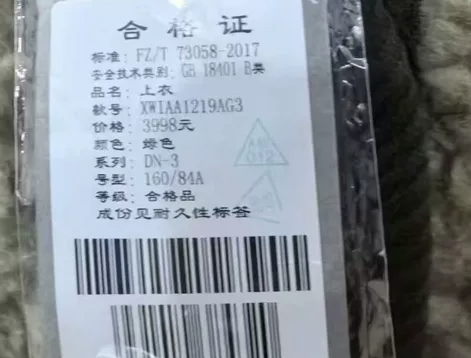 合格证
标准: FZ/T 73058-2017
安全技术类别: GB 18401 B类
品名: 上衣
款号: XWIAA1219AG3
价格: 3998元
颜色: 绿色
系列: DN-3
号型: 160/84A
等级: 合格品
成份见耐久性标签
012